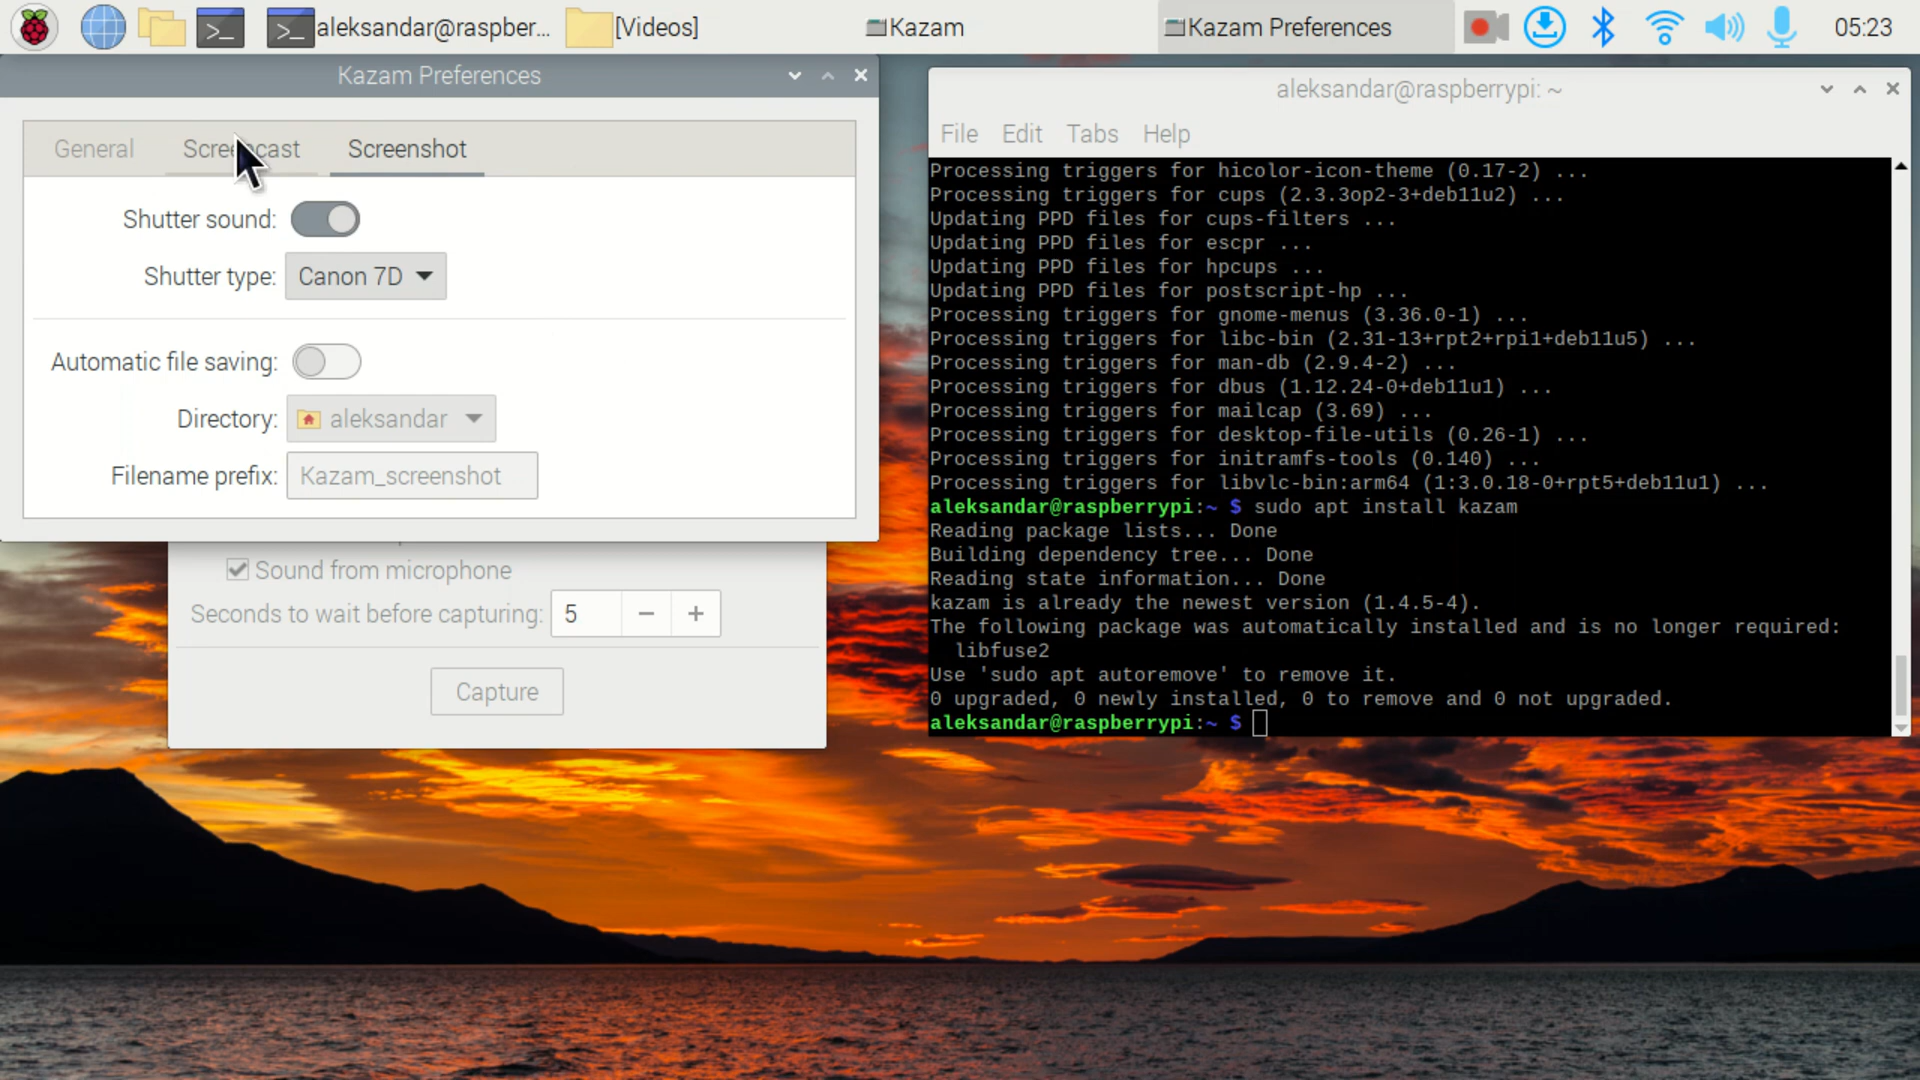 aleksandar@raspber...
[Videos]
Kazam
Kazam Preferences
05:23
Kazam Preferences
General
Screencast
Screenshot
Shutter sound:
Shutter type:
Canon 7D
Automatic file saving:
Directory:
aleksandar
Filename prefix:
Kazam_screenshot
Sound from microphone
Seconds to wait before capturing:
5
Capture
aleksandar@raspberrypi: ~
File
Edit
Tabs
Help
Processing triggers for hicolor-icon-theme (0.17-2) ...
Processing triggers for cups (2.3.3op2-3+deb11u2) ...
Updating PPD files for cups-filters ...
Updating PPD files for escpr ...
Updating PPD files for hpcups ...
Updating PPD files for postscript-hp ...
Processing triggers for gnome-menus (3.36.0-1) ...
Processing triggers for libc-bin (2.31-13+rpt2+rpi1+deb11u5) ...
Processing triggers for man-db (2.9.4-2) ...
Processing triggers for dbus (1.12.24-0+deb11u1) ...
Processing triggers for mailcap (3.69) ...
Processing triggers for desktop-file-utils (0.26-1) ...
Processing triggers for initramfs-tools (0.140) ...
Processing triggers for libvlc-bin:arm64 (1:3.0.18-0+rpt5+deb11u1) ...
aleksandar@raspberrypi:~ $ sudo apt install kazam
Reading package lists... Done
Building dependency tree... Done
Reading state information... Done
kazam is already the newest version (1.4.5-4).
The following package was automatically installed and is no longer required:
libfuse2
Use 'sudo apt autoremove' to remove it.
0 upgraded, 0 newly installed, 0 to remove and 0 not upgraded.
aleksandar@raspberrypi:~ $